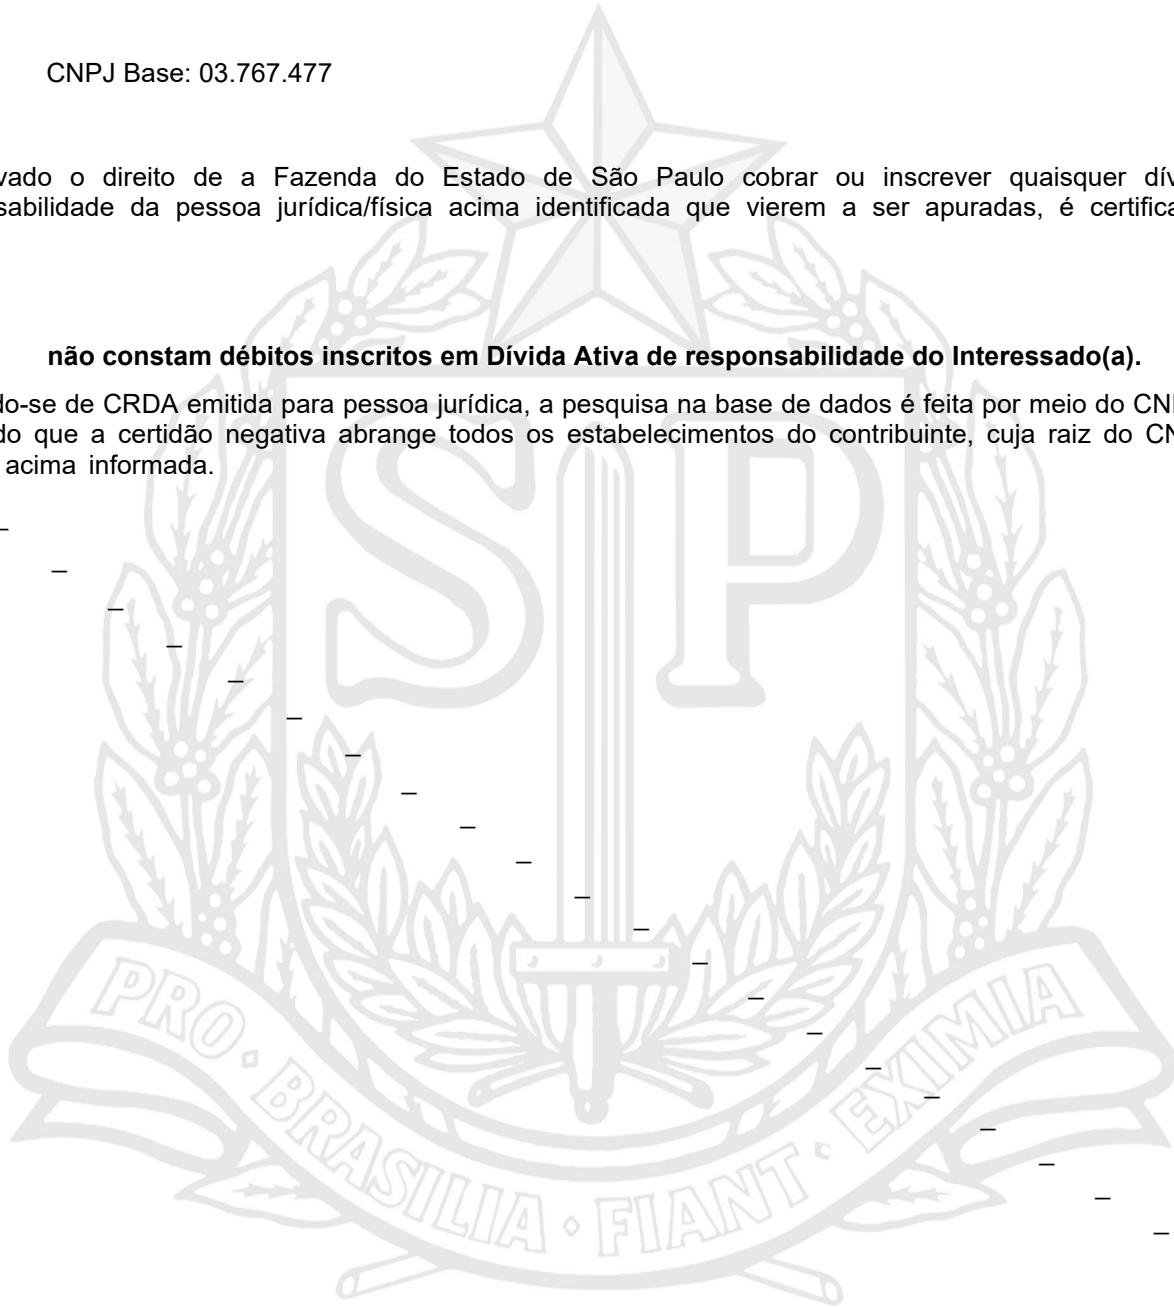 CNPJ Base: 03.767.477
vado o direito de a Fazenda do Estado de São Paulo cobrar ou inscrever quaisquer dív
sabilidade da pessoa jurídica/física acima identificada que vierem a ser apuradas, é certifica
não constam débitos inscritos em Dívida Ativa de responsabilidade do Interessado(a).
do-se de CRDA emitida para pessoa jurídica, a pesquisa na base de dados é feita por meio do CN
do que a certidão negativa abrange todos os estabelecimentos do contribuinte, cuja raiz do CN
acima informada.
SP
PRO • BRASILIA • FIANT • EXIMIA